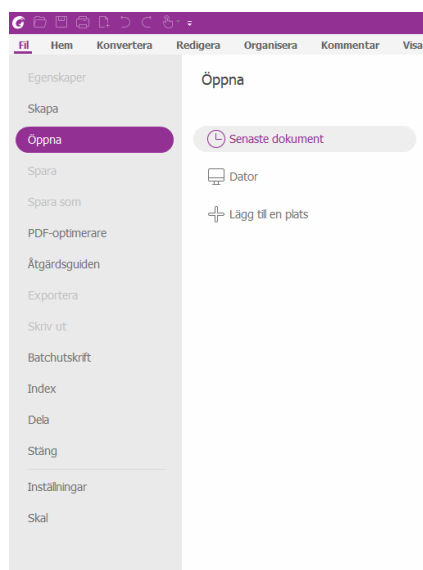 Fil Hem Konvertera Redigera Organisera Kommentar Visa
Egenskaper
Skapa
Öppna
Spara
Spara som
PDF-optimerare
Åtgärdsguiden
Exportera
Skriv ut
Batchutskrift
Index
Dela
Stäng
Inställningar
Skal
Öppna
Senaste dokument
Dator
Lägg till en plats